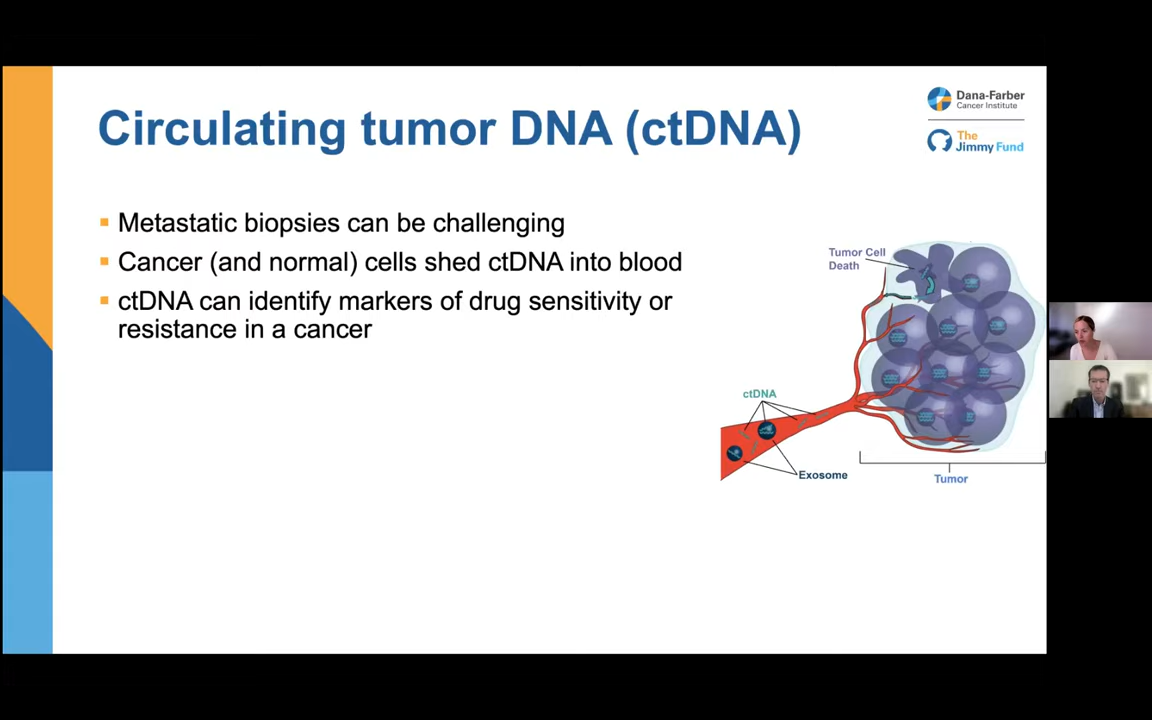 Circulating tumor DNA (ctDNA)
Dana-Farber
Cancer Institute
The
Jimmy Fund
Metastatic biopsies can be challenging
Cancer (and normal) cells shed ctDNA into blood
ctDNA can identify markers of drug sensitivity or
resistance in a cancer
Tumor Cell
Death
ctDNA
Exosome
Tumor